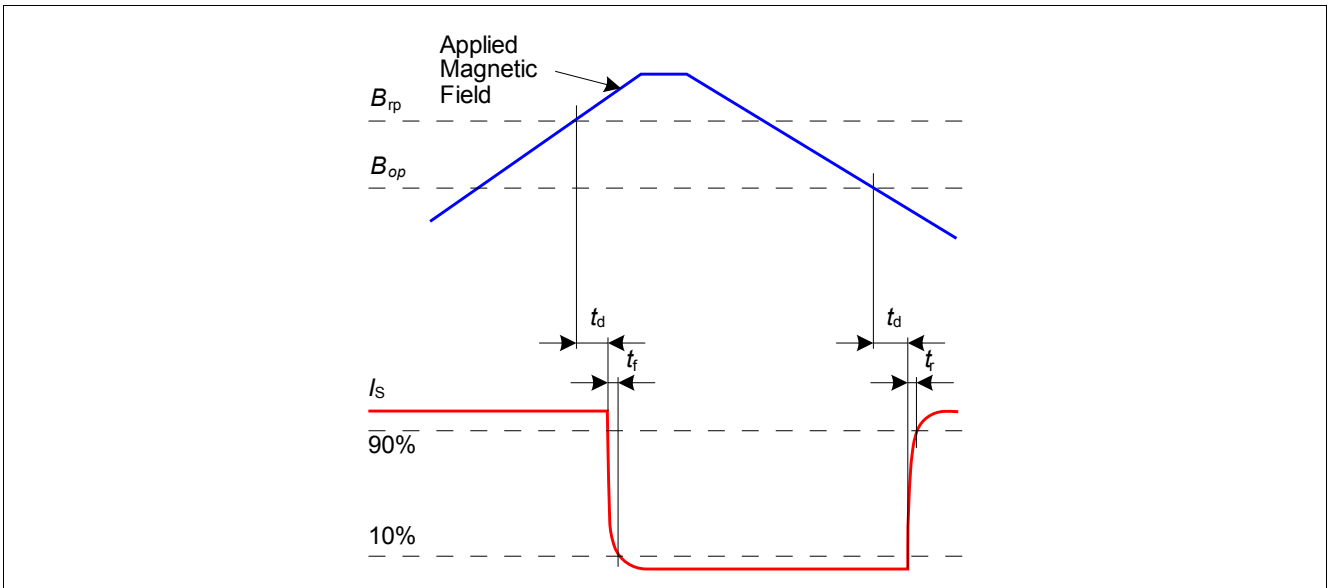 Applied
Magnetic
Field
Brp
Bop
td
td
tf
tr
IS
90%
10%